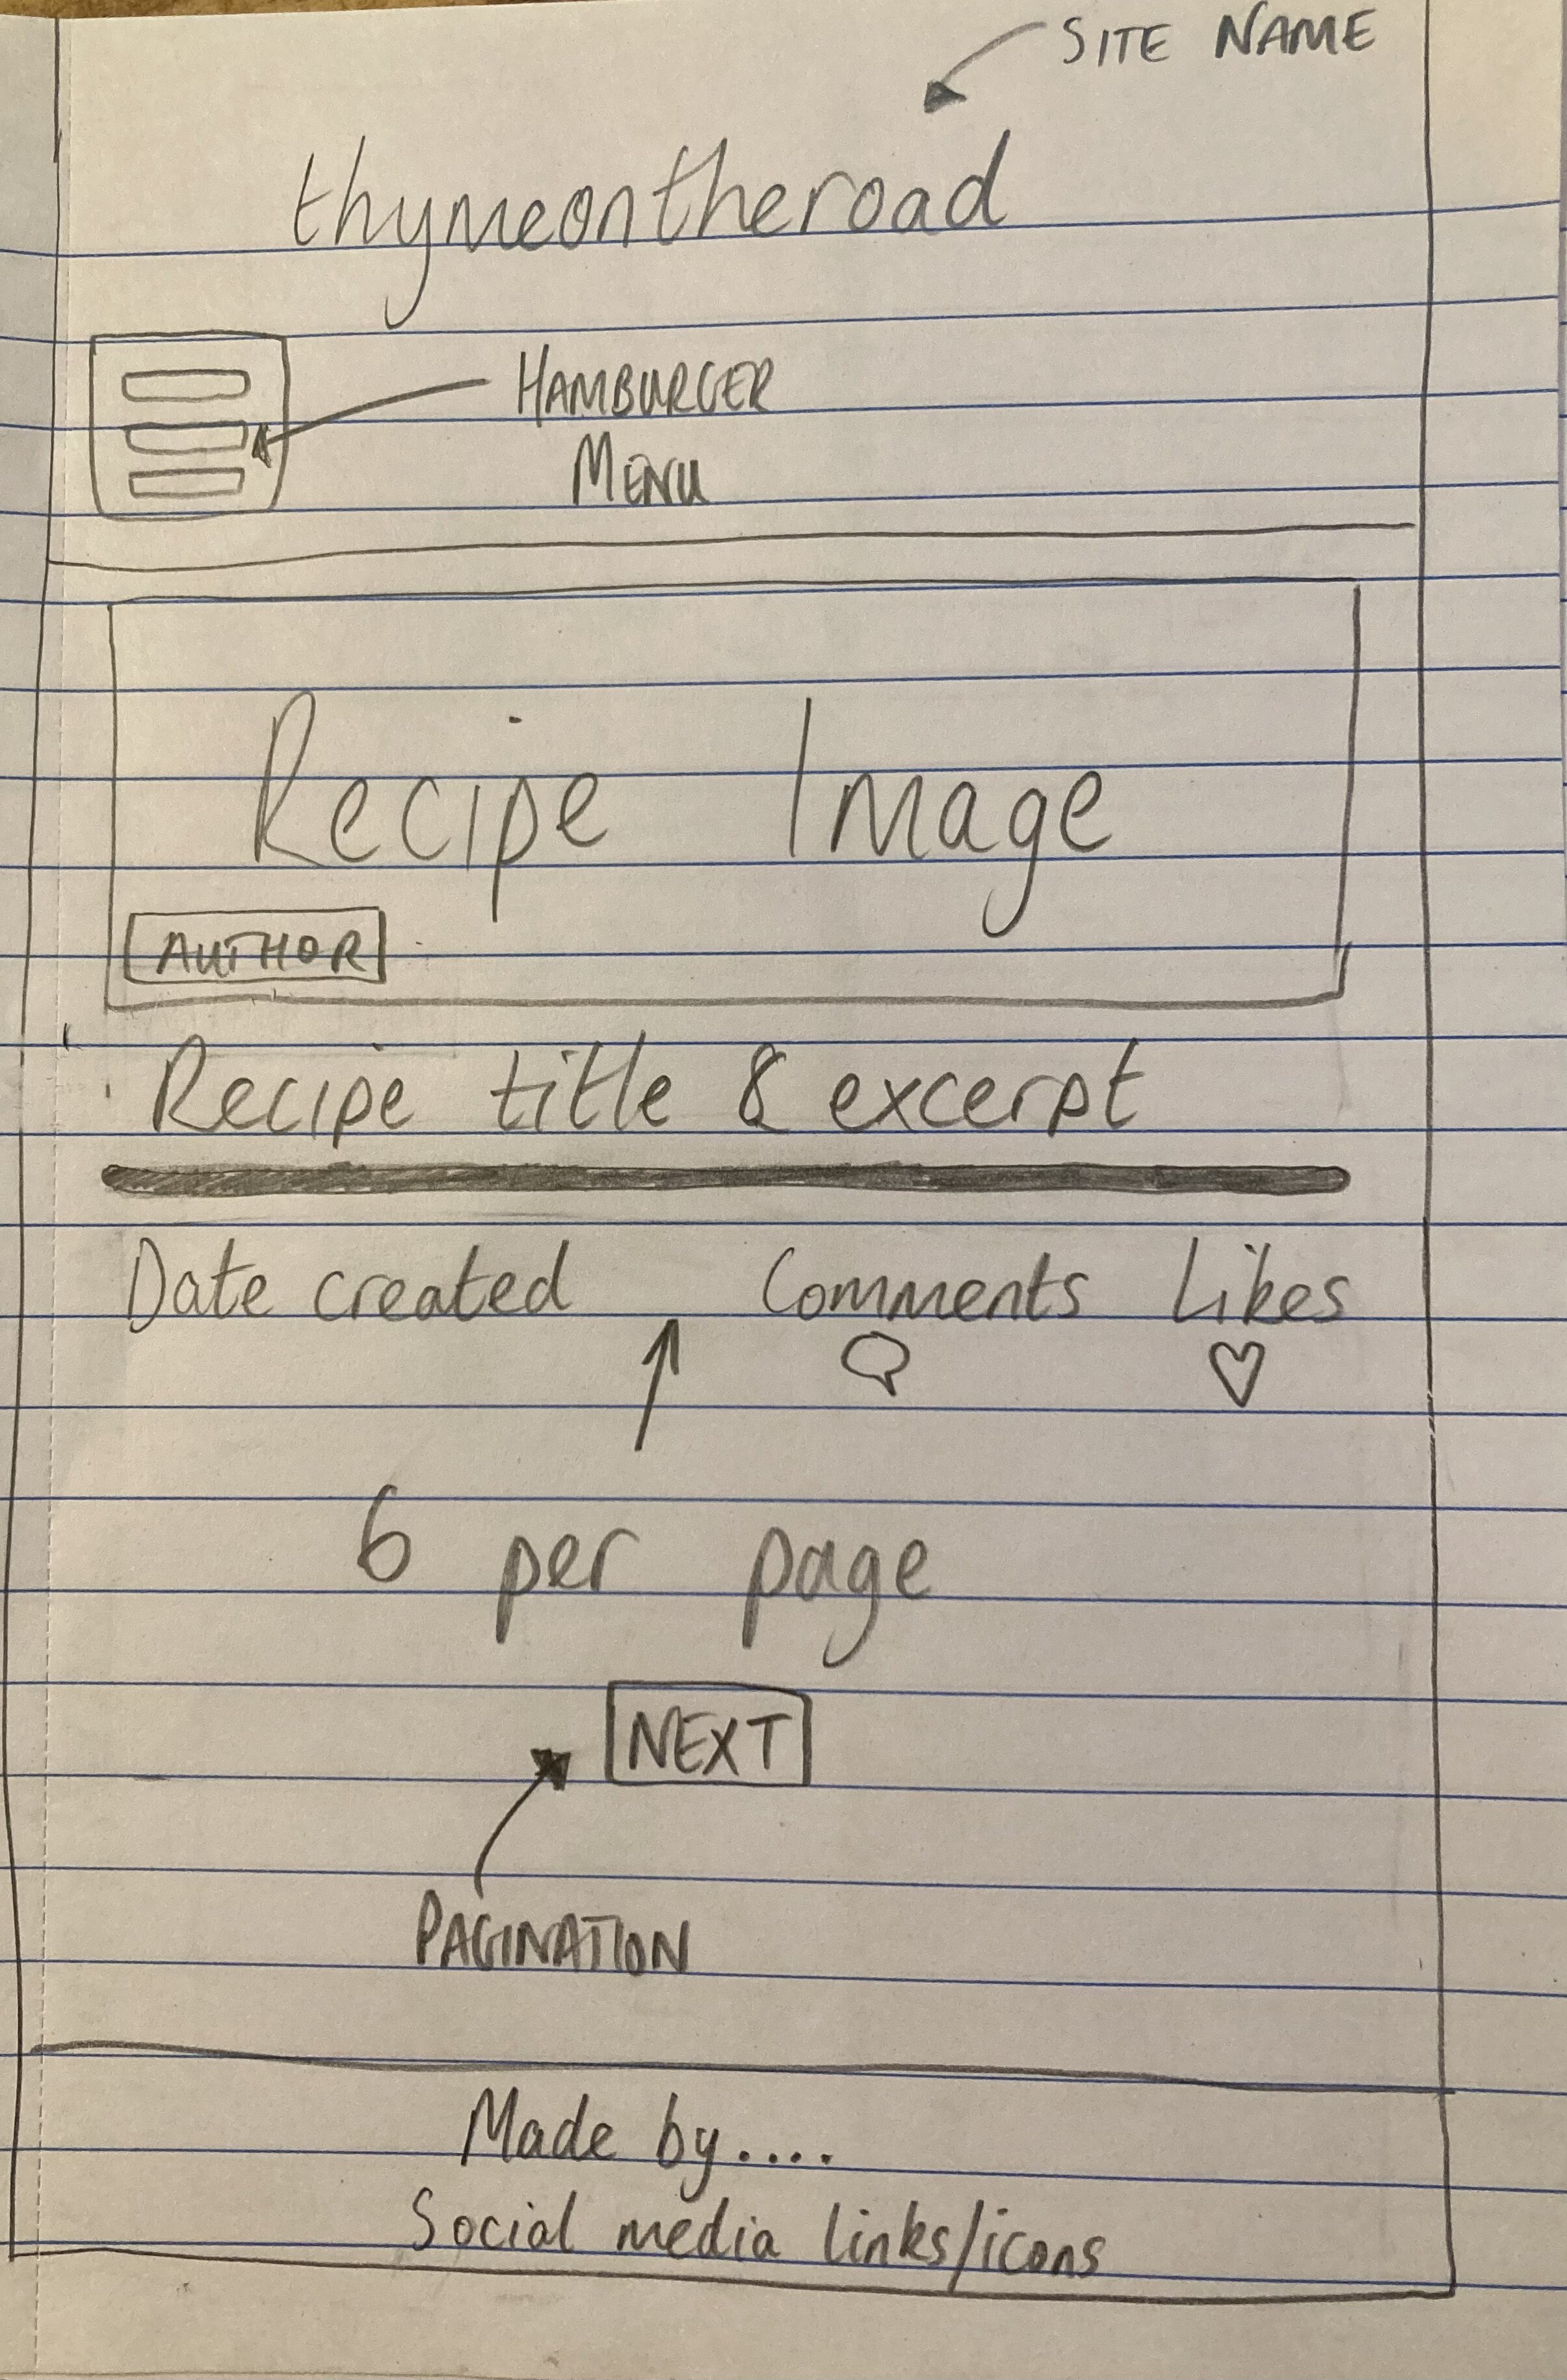 SITE NAME
thymeontheroad
HAMBURGER
MENU
Recipe Image
AUTHOR
Recipe title & excerpt
Date created Comments Likes
6 per page
NEXT
PAGINATION
Made by....
Social media links/icons